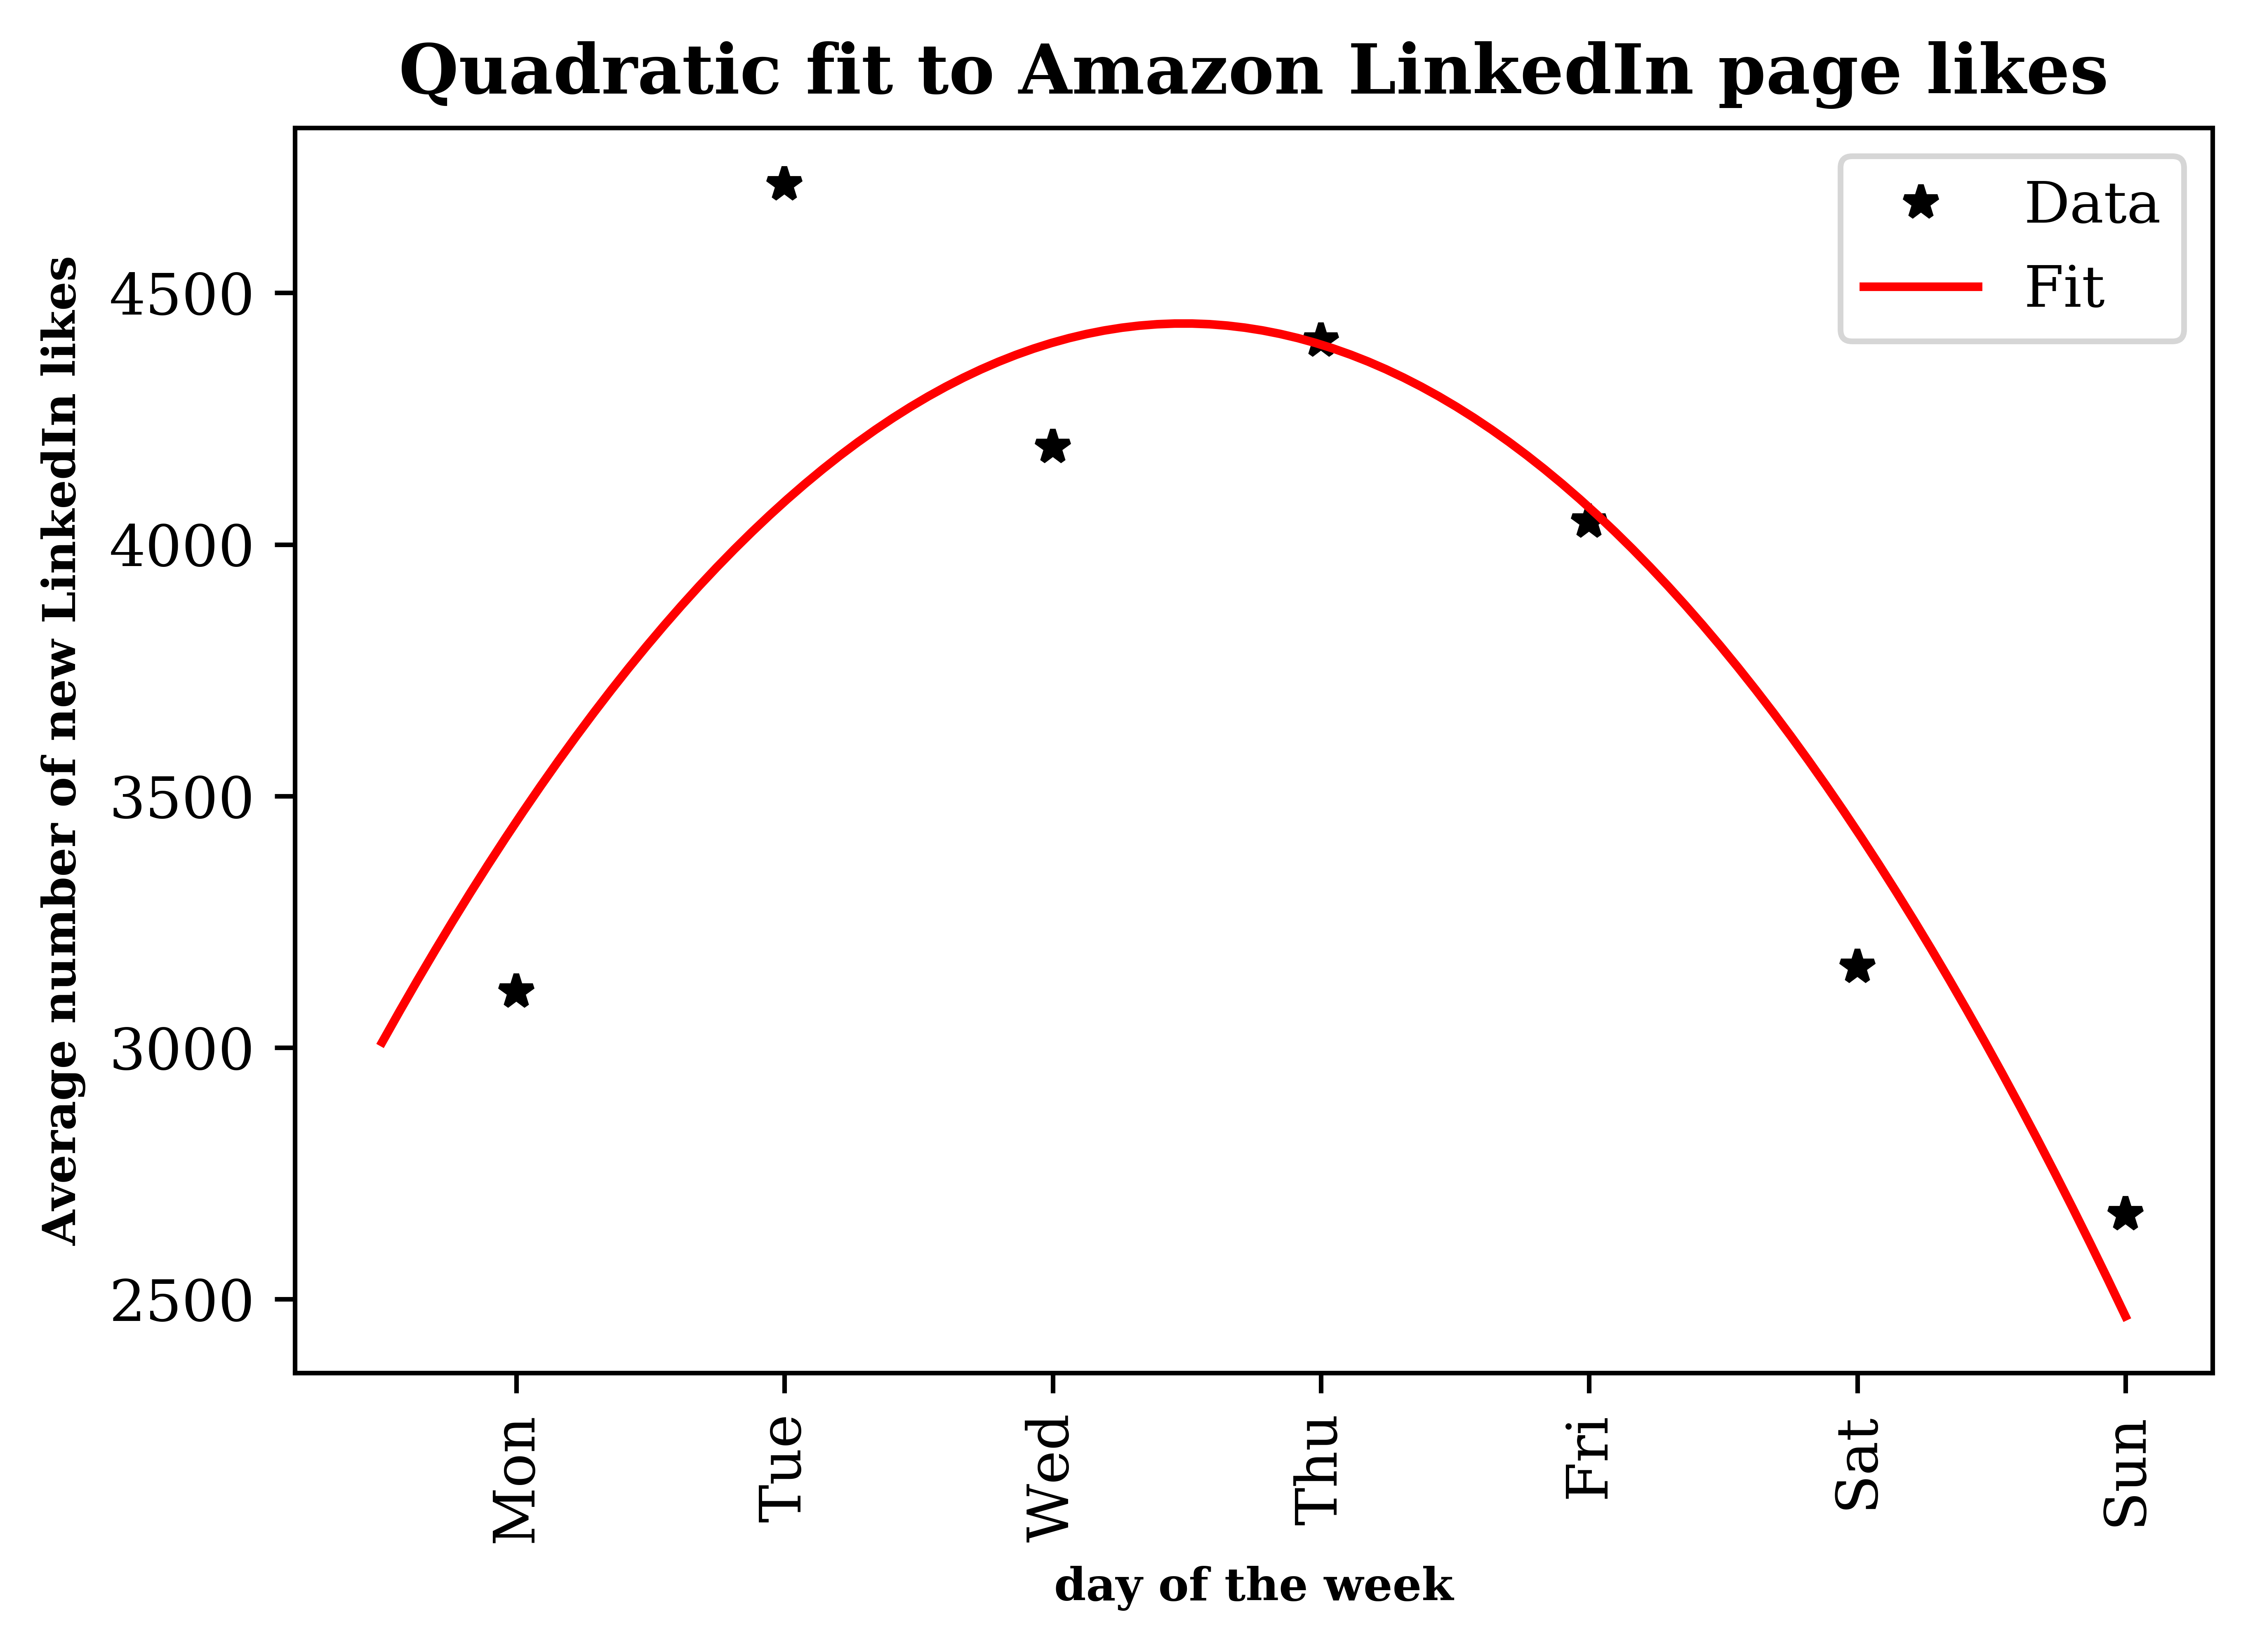 Quadratic fit to Amazon LinkedIn page likes
Data
Fit
Average number of new LinkedIn likes
4500
4000
3500
3000
2500
Mon
Tue
Wed
Thu
Fri
Sat
Sun
day of the week